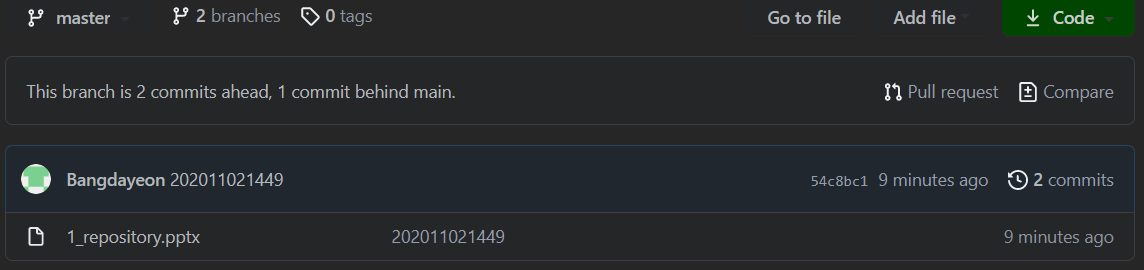 master 2 branches 0 tags Go to file Add file Code
This branch is 2 commits ahead, 1 commit behind main. Pull request Compare
Bangdayeon 202011021449 54c8bc1 9 minutes ago 2 commits
1_repository.pptx 202011021449 9 minutes ago